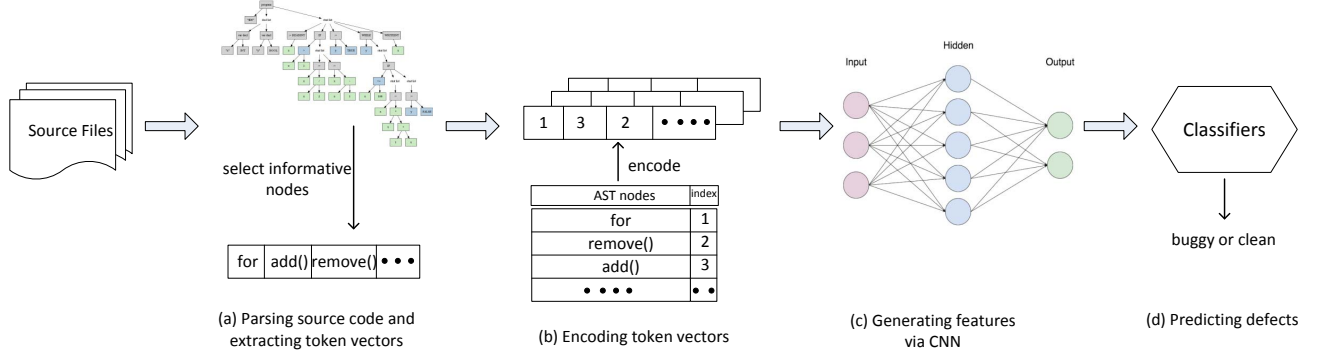 Source Files
select informative
nodes
for add() remove() • • •
(a) Parsing source code and
extracting token vectors
1 3 2 • • • •
encode
AST nodes index
for 1
remove() 2
add() 3
• • • • • •
(b) Encoding token vectors
Input
Hidden
Output
(c) Generating features
via CNN
Classifiers
buggy or clean
(d) Predicting defects